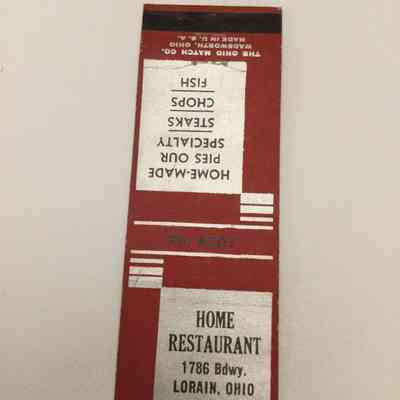 THE OHIO MATCH CO.
WADSWORTH, OHIO
MADE IN U. S. A.
HOME-MADE
PIES OUR
SPECIALTY
STEAKS
CHOPS
FISH
HOME
RESTAURANT
1786 Bdwy.
LORAIN, OHIO